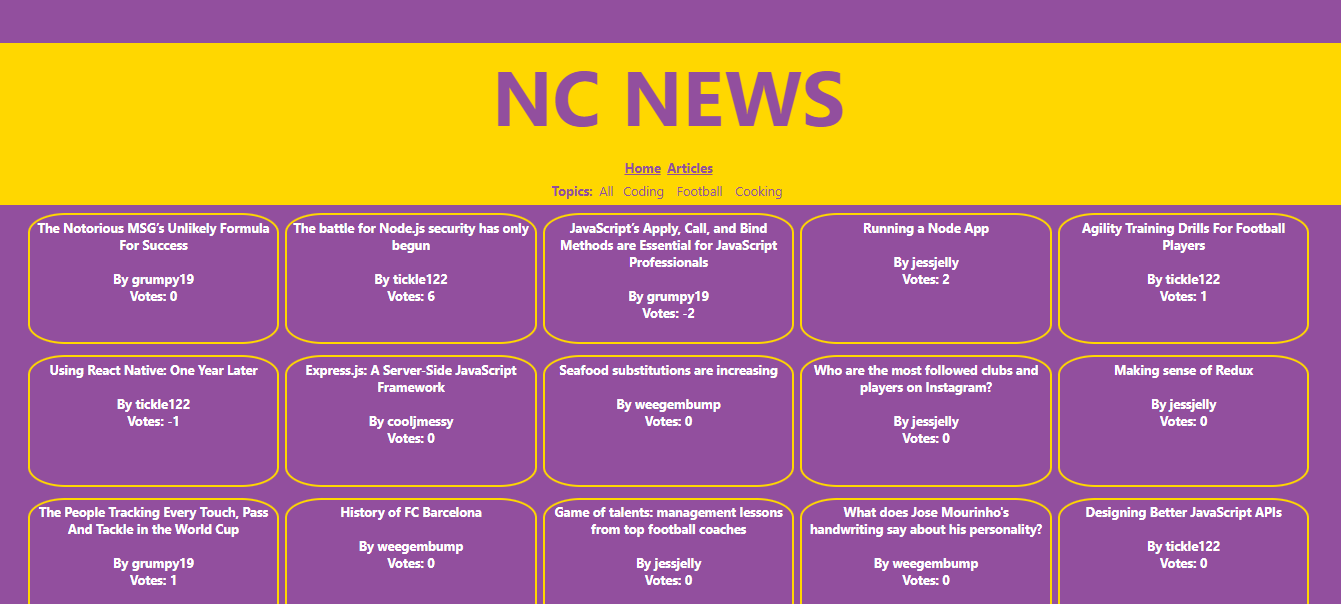 NC NEWS
Home Articles
Topics: All Coding Football Cooking
The Notorious MSG’s Unlikely Formula
For Success
By grumpy19
Votes: 0
The battle for Node.js security has only
begun
By tickle122
Votes: 6
JavaScript’s Apply, Call, and Bind
Methods are Essential for JavaScript
Professionals
By grumpy19
Votes: -2
Running a Node App
By jessjelly
Votes: 2
Agility Training Drills For Football
Players
By tickle122
Votes: 1
Using React Native: One Year Later
By tickle122
Votes: -1
Express.js: A Server-Side JavaScript
Framework
By cooljmessy
Votes: 0
Seafood substitutions are increasing
By weegembump
Votes: 0
Who are the most followed clubs and
players on Instagram?
By jessjelly
Votes: 0
Making sense of Redux
By jessjelly
Votes: 0
The People Tracking Every Touch, Pass
And Tackle in the World Cup
By grumpy19
Votes: 1
History of FC Barcelona
By weegembump
Votes: 0
Game of talents: management lessons
from top football coaches
By jessjelly
Votes: 0
What does Jose Mourinho's
handwriting say about his personality?
By weegembump
Votes: 0
Designing Better JavaScript APIs
By tickle122
Votes: 0